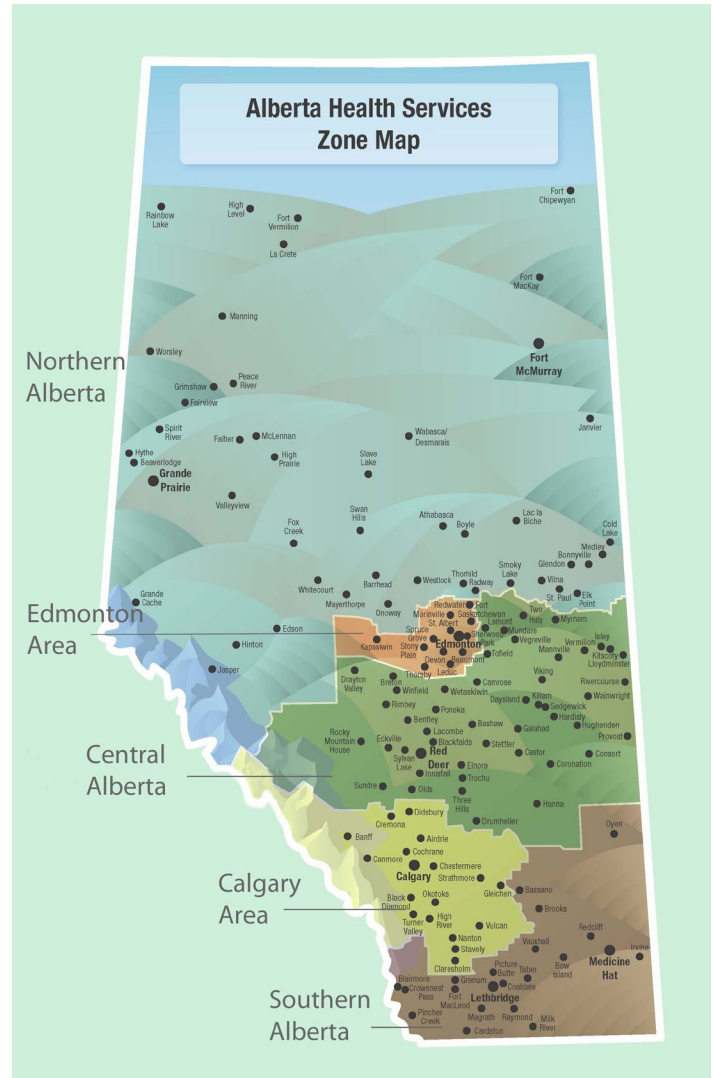 Alberta Health Services
Zone Map
Fort
Chipewyan
Rainbow
Lake
High
Level
Fort
Vermilion
La Crete
Fort
MacKay
Manning
Fort
McMurray
Worsley
Northern
Alberta
Peace
River
Grimshaw
Fairview
Janvier
Spirit
River
Falher
McLennan
Wabasca/
Desmarais
Hythe
Beaverlodge
High
Prairie
Slave
Lake
Grande
Prairie
Valleyview
Swan
Hills
Athabasca
Boyle
Lac la
Biche
Fox
Creek
Cold
Lake
Medley
Bonnyville
Glendon
Whitecourt
Barrhead
Westlock
Thorhild
Radway
Smoky
Lake
Vilna
St. Paul
Elk
Point
Grande
Cache
Mayerthorpe
Onoway
Edmonton
Area
Redwater
Fort
Saskatchewan
Morinville
St. Albert
Lamont
Two
Hills
Myrnam
Edson
Hinton
Kapasiwin
Spruce
Grove
Stony
Plain
Edmonton
Sherwood
Park
Mundare
Vegreville
Vermilion
Islay
Kitscoty
Lloydminster
Mannville
Jasper
Devon
Beaumont
Tofield
Leduc
Thorsby
Drayton
Valley
Breton
Winfield
Wetaskiwin
Camrose
Viking
Rivercourse
Wainwright
Daysland
Killam
Sedgewick
Hardisty
Hughenden
Provost
Rimbey
Ponoka
Bentley
Bashaw
Galahad
Central
Alberta
Rocky
Mountain
House
Eckville
Lacombe
Blackfalds
Stettler
Castor
Consort
Coronation
Sylvan
Lake
Red
Deer
Innisfail
Elnora
Trochu
Sundre
Olds
Three
Hills
Hanna
Didsbury
Cremona
Drumheller
Oyen
Banff
Airdrie
Canmore
Cochrane
Calgary
Chestermere
Strathmore
Calgary
Area
Gleichen
Bassano
Black
Diamond
Okotoks
Brooks
Turner
Valley
High
River
Vulcan
Nanton
Stavely
Vauxhall
Redcliff
Irvine
Medicine
Hat
Claresholm
Picture
Butte
Taber
Bow
Island
Blairmore
Crowsnest
Pass
Granum
Fort
MacLeod
Coaldale
Lethbridge
Southern
Alberta
Pincher
Creek
Magrath
Raymond
Milk
River
Cardston